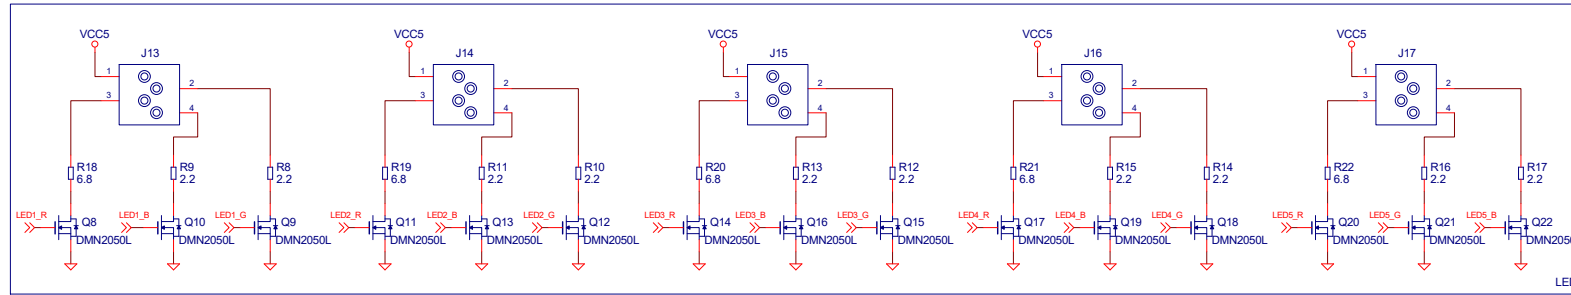 VCC5 VCC5 VCC5 VCC5 VCC5
J13 J14 J15 J16 J17
1 1 1 1 1
2 2 2 2 2
3 3 3 3 3
4 4 4 4 4
R18 R9 R8 R19 R11 R10 R20 R13 R12 R21 R15 R14 R22 R16 R17
6.8 2.2 2.2 6.8 2.2 2.2 6.8 2.2 2.2 6.8 2.2 2.2 6.8 2.2 2.2
LED1_R LED1_B LED1_G LED2_R LED2_B LED2_G LED3_R LED3_B LED3_G LED4_R LED4_B LED4_G LED5_R LED5_G LED5_B
Q8 Q10 Q9 Q11 Q13 Q12 Q14 Q16 Q15 Q17 Q19 Q18 Q20 Q21 Q22
DMN2050L DMN2050L DMN2050L DMN2050L DMN2050L DMN2050L DMN2050L DMN2050L DMN2050L DMN2050L DMN2050L DMN2050L DMN2050L DMN2050L DMN2050
LED